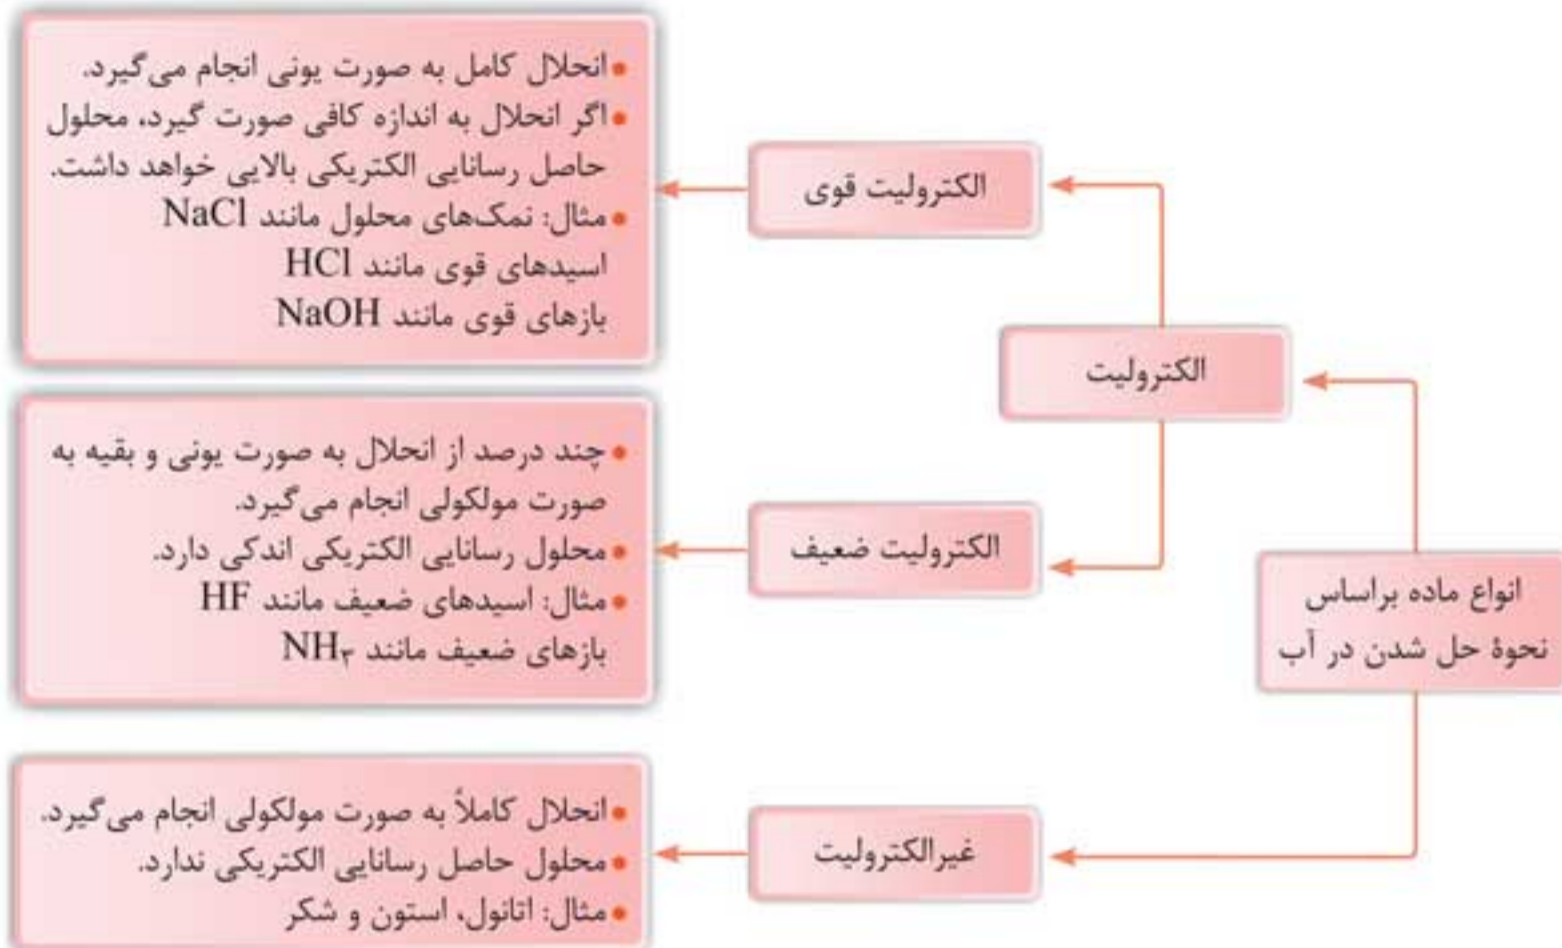 انواع ماده براساس
نحوهٔ حل شدن در آب
الکترولیت
الکترولیت قوی
• انحلال کامل به صورت یونی انجام می‌گیرد.
• اگر انحلال به اندازه کافی صورت گیرد، محلول
حاصل رسانایی الکتریکی بالایی خواهد داشت.
• مثال: نمک‌های محلول مانند NaCl
اسیدهای قوی مانند HCl
بازهای قوی مانند NaOH
الکترولیت ضعیف
• چند درصد از انحلال به صورت یونی و بقیه به
صورت مولکولی انجام می‌گیرد.
• محلول رسانایی الکتریکی اندکی دارد.
• مثال: اسیدهای ضعیف مانند HF
بازهای ضعیف مانند NH۳
غیرالکترولیت
• انحلال کاملاً به صورت مولکولی انجام می‌گیرد.
• محلول حاصل رسانایی الکتریکی ندارد.
• مثال: اتانول، استون و شکر